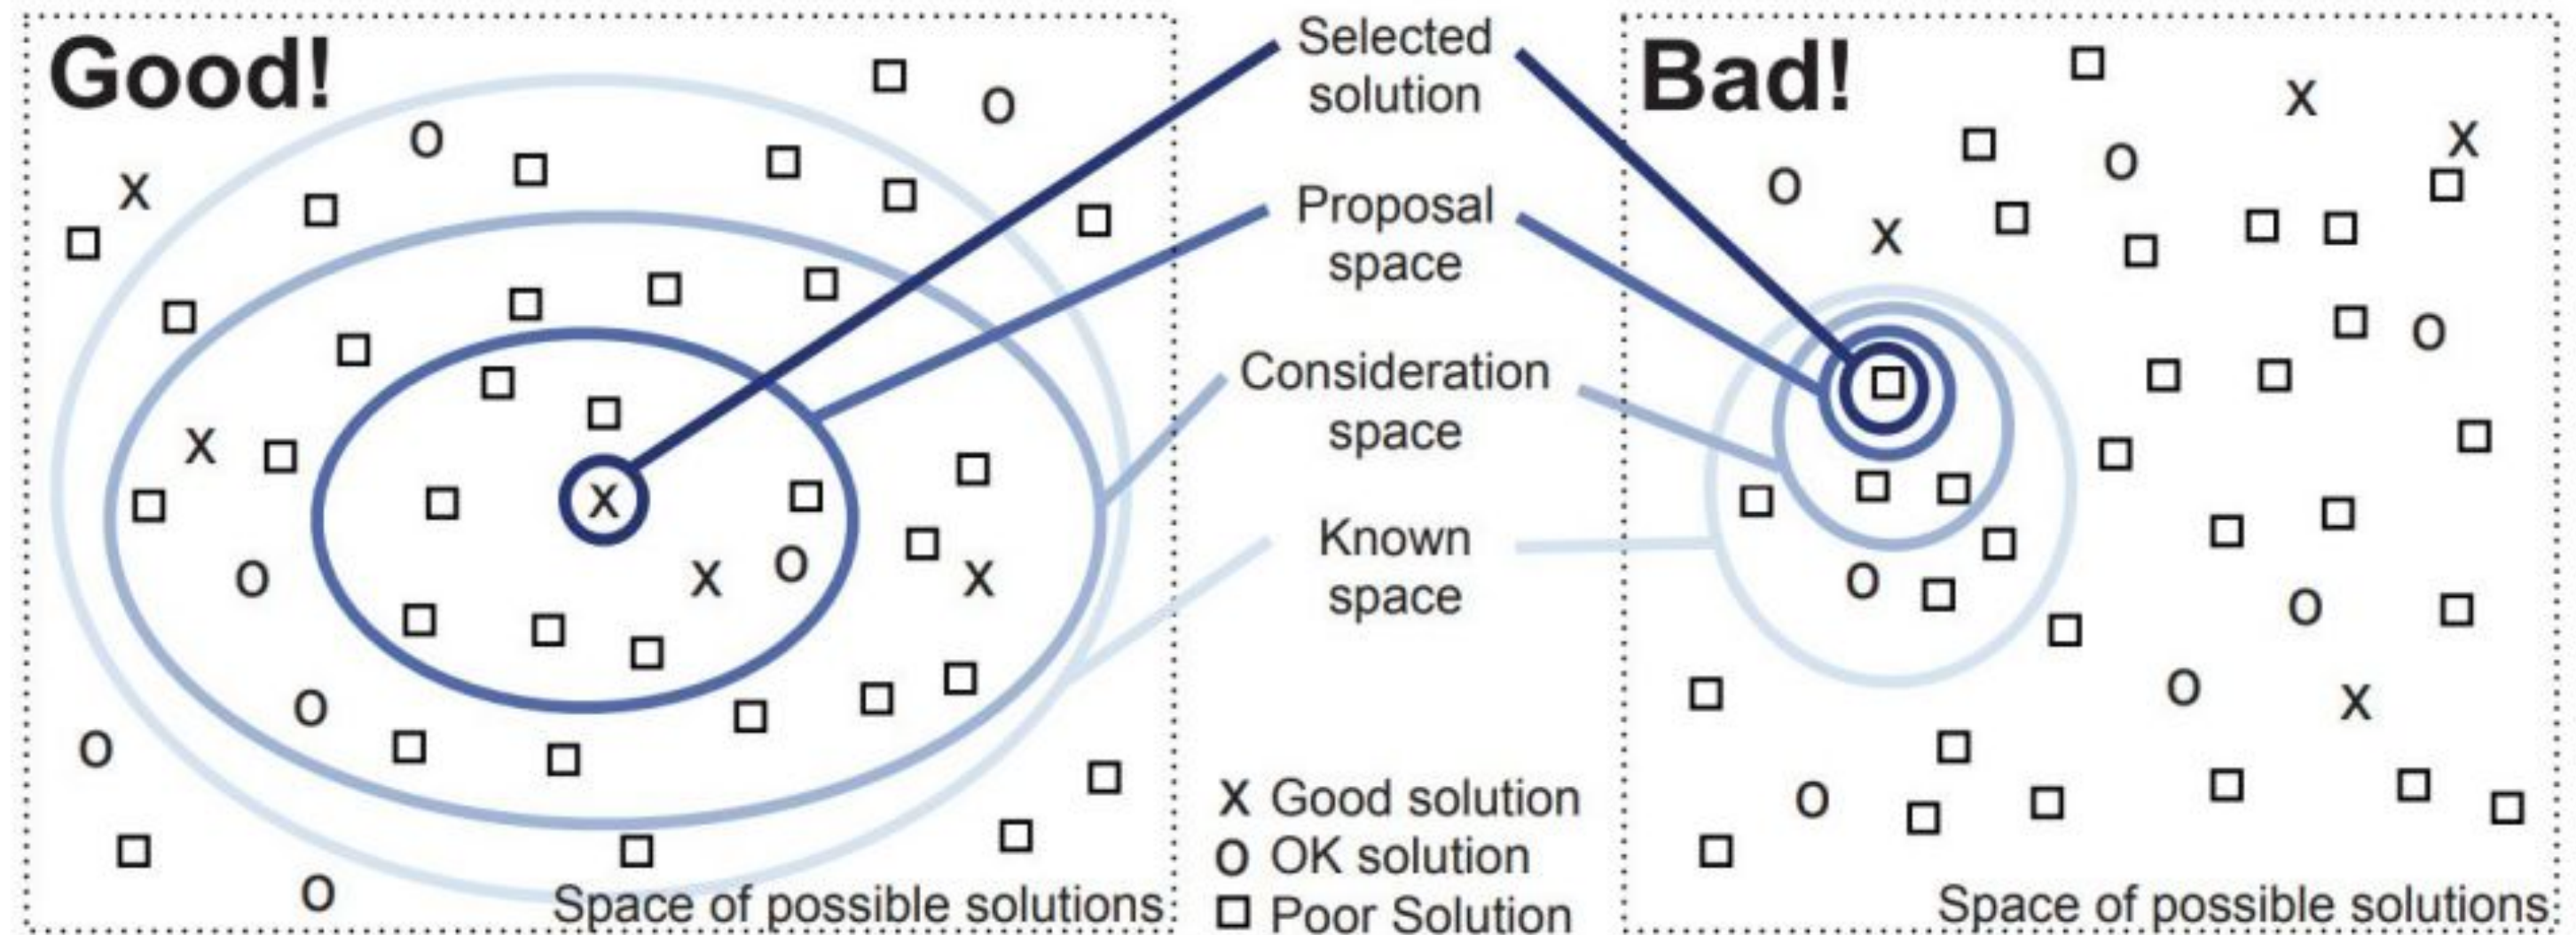 Good!
Selected
solution
Proposal
space
Consideration
space
Known
space
X Good solution
O OK solution
Poor Solution
Space of possible solutions
Bad!
Space of possible solutions